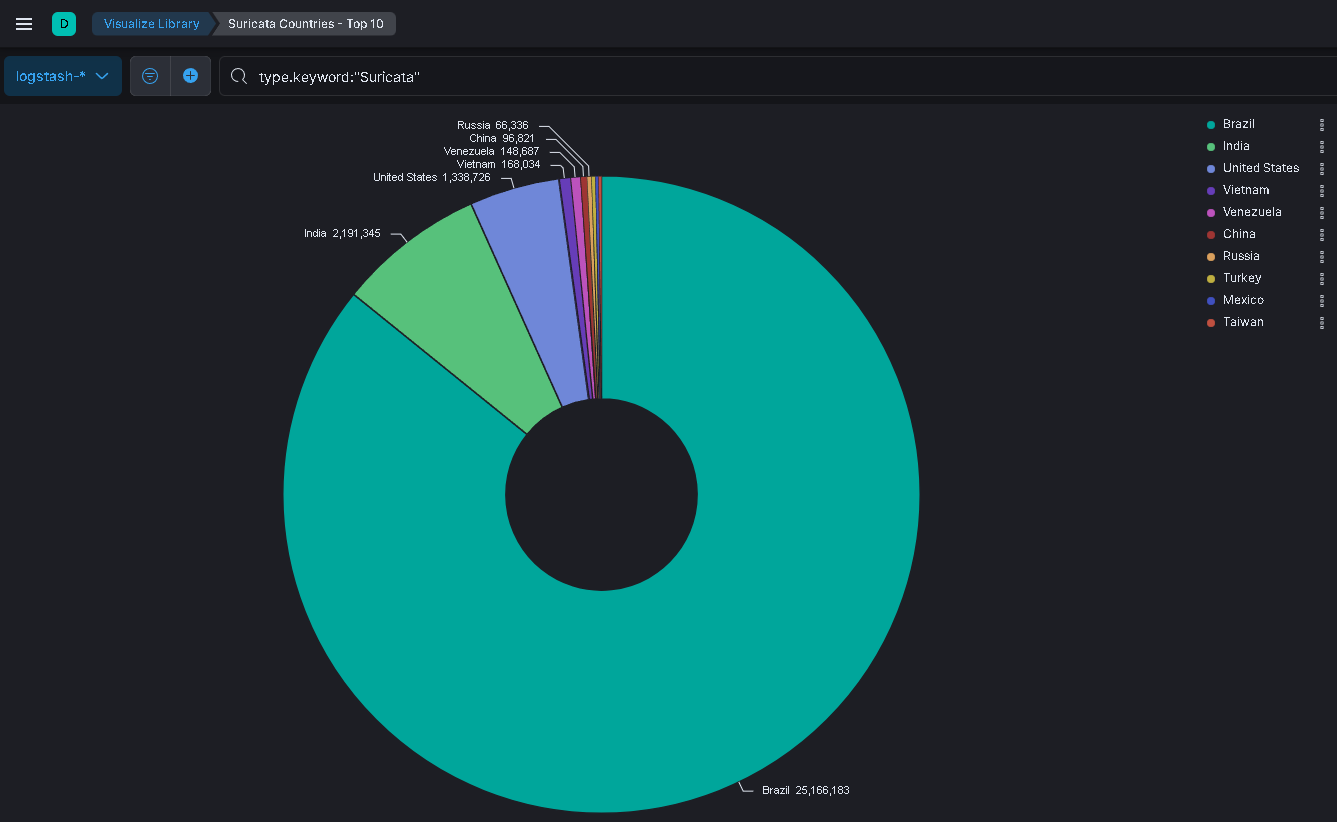 D Visualize Library Suricata Countries - Top 10
logstash-* type.keyword:"Suricata"
Russia 66,336
China 96,821
Venezuela 148,687
Vietnam 168,034
United States 1,338,726
India 2,191,345
Brazil 25,166,183
Brazil
India
United States
Vietnam
Venezuela
China
Russia
Turkey
Mexico
Taiwan